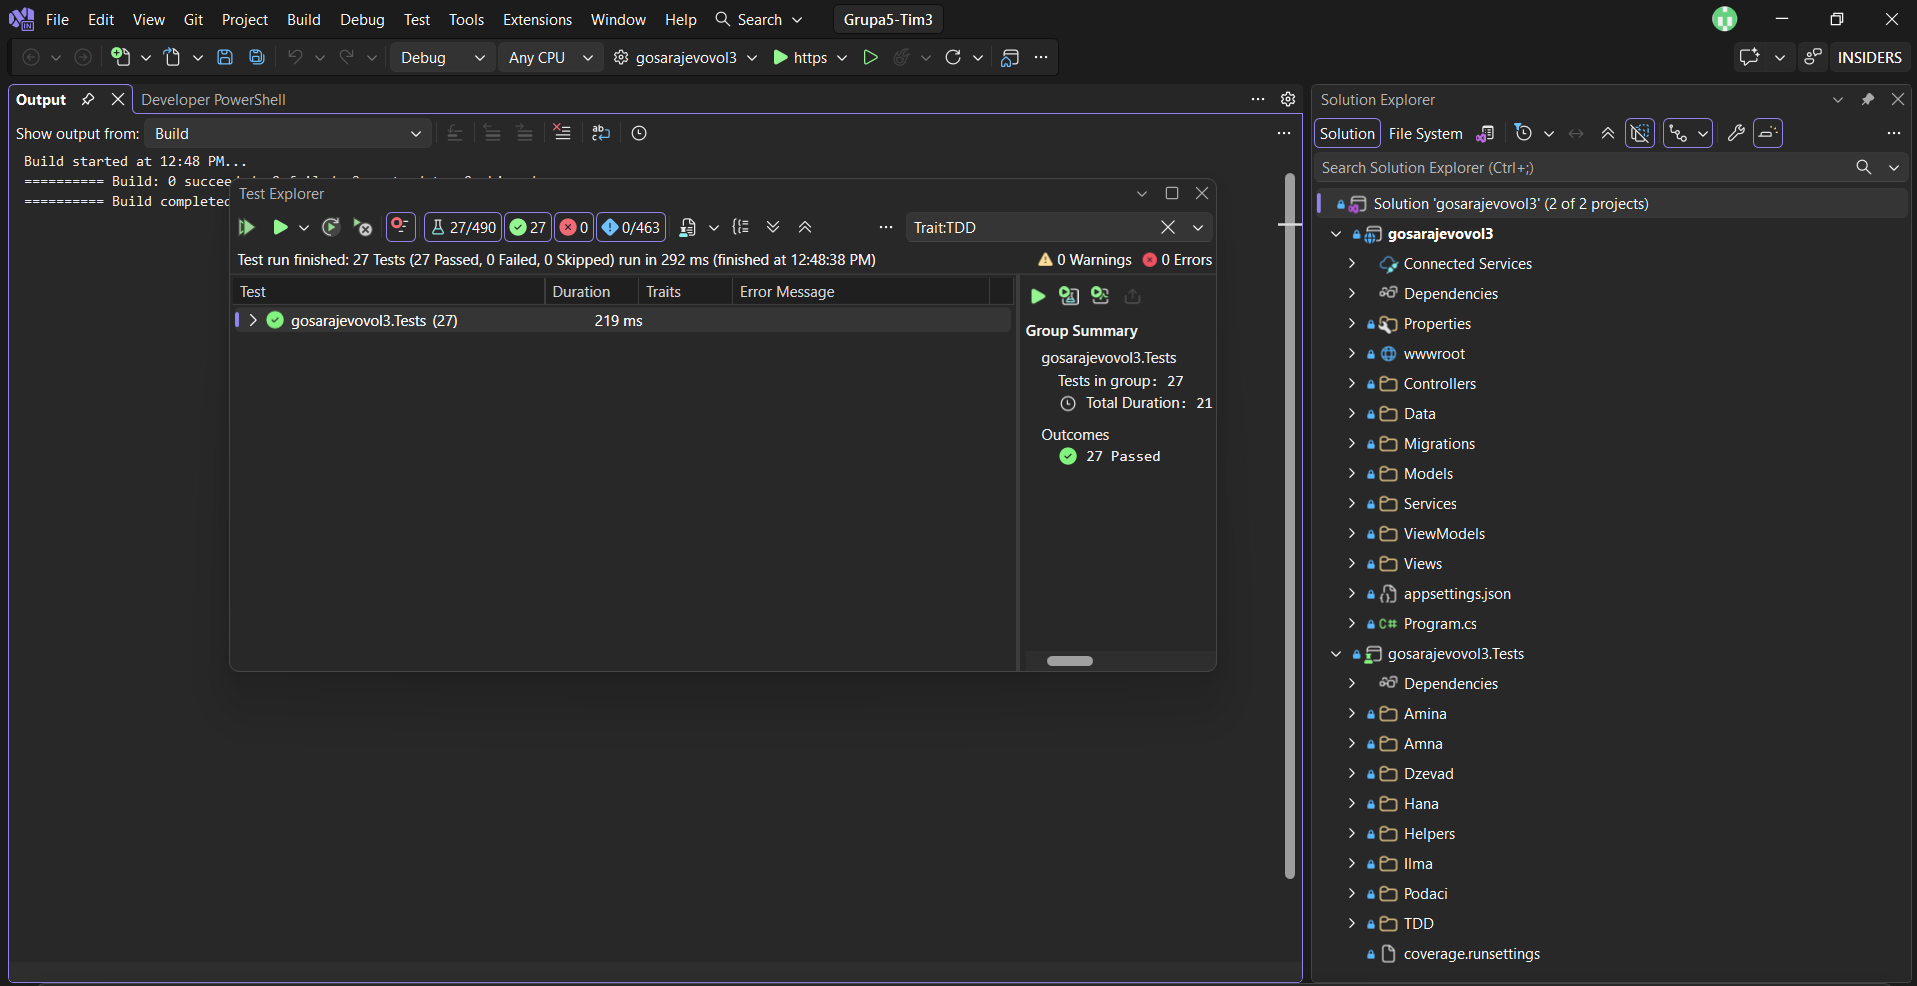 File Edit View Git Project Build Debug Test Tools Extensions Window Help Search Grupa5-Tim3
Debug Any CPU gosarajevovol3 https INSIDERS
Output Developer PowerShell
Show output from: Build
Build started at 12:48 PM...
========== Build: 0
========== Build completed
Test Explorer
27/490 27 0 0/463 Trait:TDD
Test run finished: 27 Tests (27 Passed, 0 Failed, 0 Skipped) run in 292 ms (finished at 12:48:38 PM) 0 Warnings 0 Errors
Test Duration Traits Error Message
gosarajevovol3.Tests (27) 219 ms
Group Summary
gosarajevovol3.Tests
Tests in group: 27
Total Duration: 21
Outcomes
27 Passed
Solution Explorer
Solution File System
Search Solution Explorer (Ctrl+;)
Solution 'gosarajevovol3' (2 of 2 projects)
gosarajevovol3
Connected Services
Dependencies
Properties
wwwroot
Controllers
Data
Migrations
Models
Services
ViewModels
Views
appsettings.json
C# Program.cs
gosarajevovol3.Tests
Dependencies
Amina
Amna
Dzevad
Hana
Helpers
Ilma
Podaci
TDD
coverage.runsettings